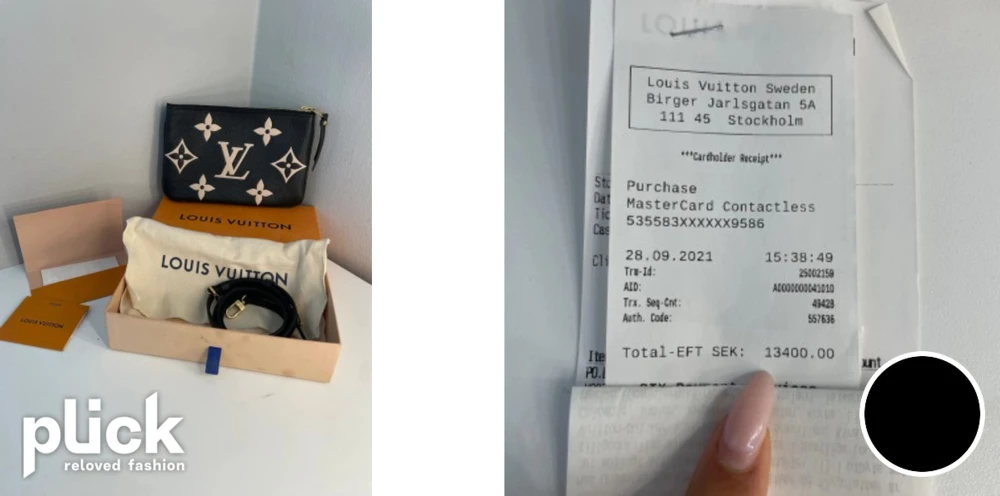 LV
LOUIS VUITTON
LOUIS VUITTON
LOUIS VUITTON
plick
reloved fashion
Louis Vuitton Sweden
Birger Jarlsgatan 5A
111 45 Stockholm
***Cardholder Receipt***
Purchase
MasterCard Contactless
535583XXXXXX9586
28.09.2021 15:38:49
Trm-Id: 25002159
AID: A0000000041010
Trx. Seq-Cnt: 49428
Auth. Code: 557636
Total-EFT SEK: 13400.00